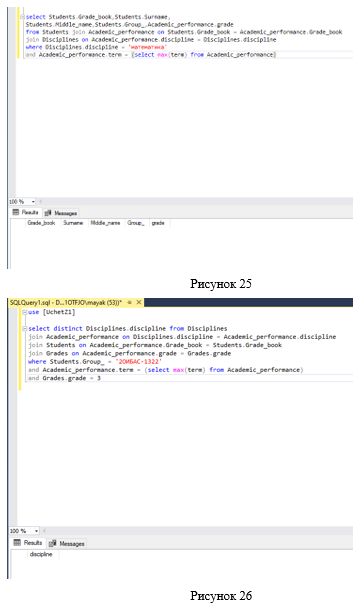 select Students.Grade_book,Students.Surname,
Students.Middle_name,Students.Group_,Academic_performance.grade
from Students join Academic_performance on Students.Grade_book = Academic_performance.Grade_book
join Disciplines on Academic_performance.discipline = Disciplines.discipline
where Disciplines.discipline = 'математика'
and Academic_performance.term = (select max(term) from Academic_performance)
100 %
Results Messages
Grade_book Surname Middle_name Group_ grade
Рисунок 25
SQLQuery1.sql - D...1OTFJO\mayak (53))*
use [UchetZ1]
select distinct Disciplines.discipline from Disciplines
join Academic_performance on Disciplines.discipline = Academic_performance.discipline
join Students on Academic_performance.Grade_book = Students.Grade_book
join Grades on Academic_performance.grade = Grades.grade
where Students.Group_ = '2ОИБАС-1322'
and Academic_performance.term = (select max(term) from Academic_performance)
and Grades.grade = 3
100 %
Results Messages
discipline
Рисунок 26